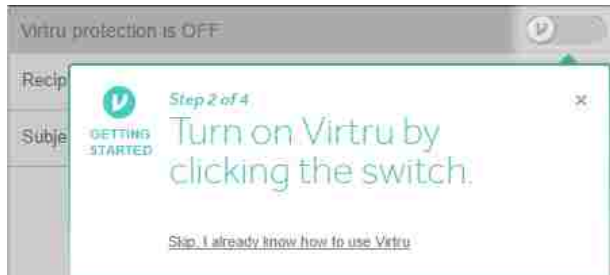 Virtru protection is OFF
Recip
Step 2 of 4
Subje
GETTING STARTED
Turn on Virtru by
clicking the switch.
Skip, I already know how to use Virtru